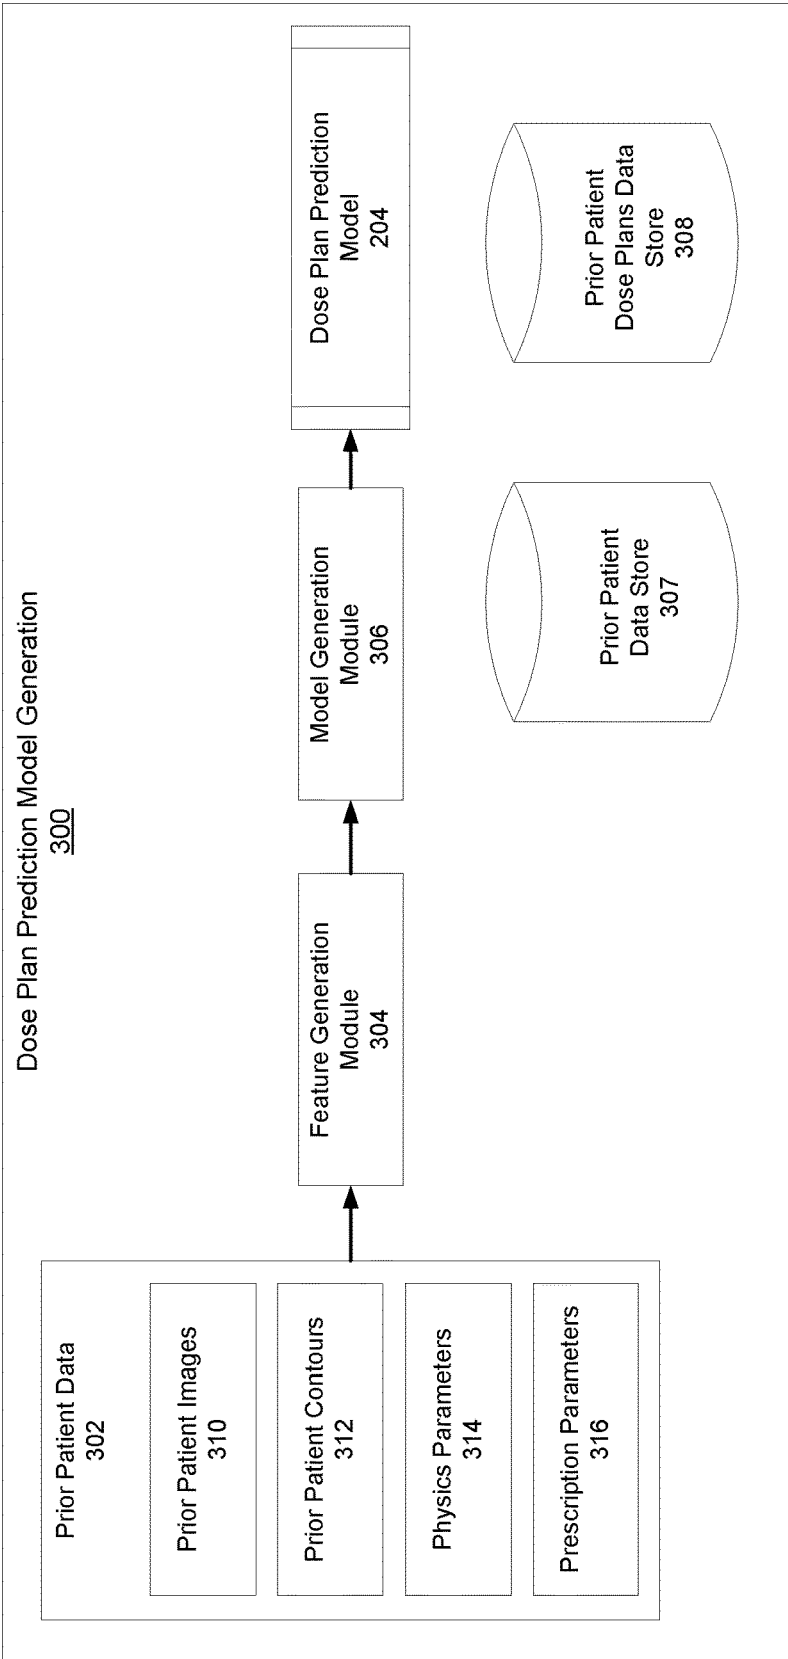 Dose Plan Prediction Model Generation
300
Prior Patient Data
302
Prior Patient Images
310
Prior Patient Contours
312
Physics Parameters
314
Prescription Parameters
316
Feature Generation
Module
304
Model Generation
Module
306
Dose Plan Prediction
Model
204
Prior Patient
Data Store
307
Prior Patient
Dose Plans Data
Store
308